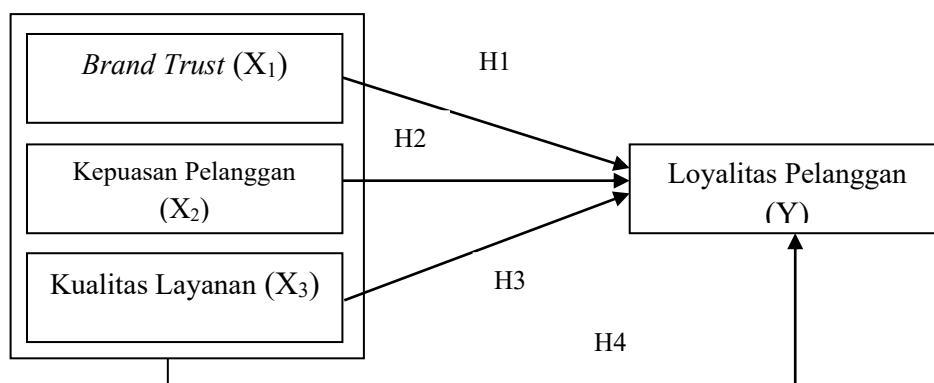 Brand Trust (X₁)
H1
H2
Kepuasan Pelanggan
(X₂)
Loyalitas Pelanggan
(Y)
Kualitas Layanan (X₃)
H3
H4